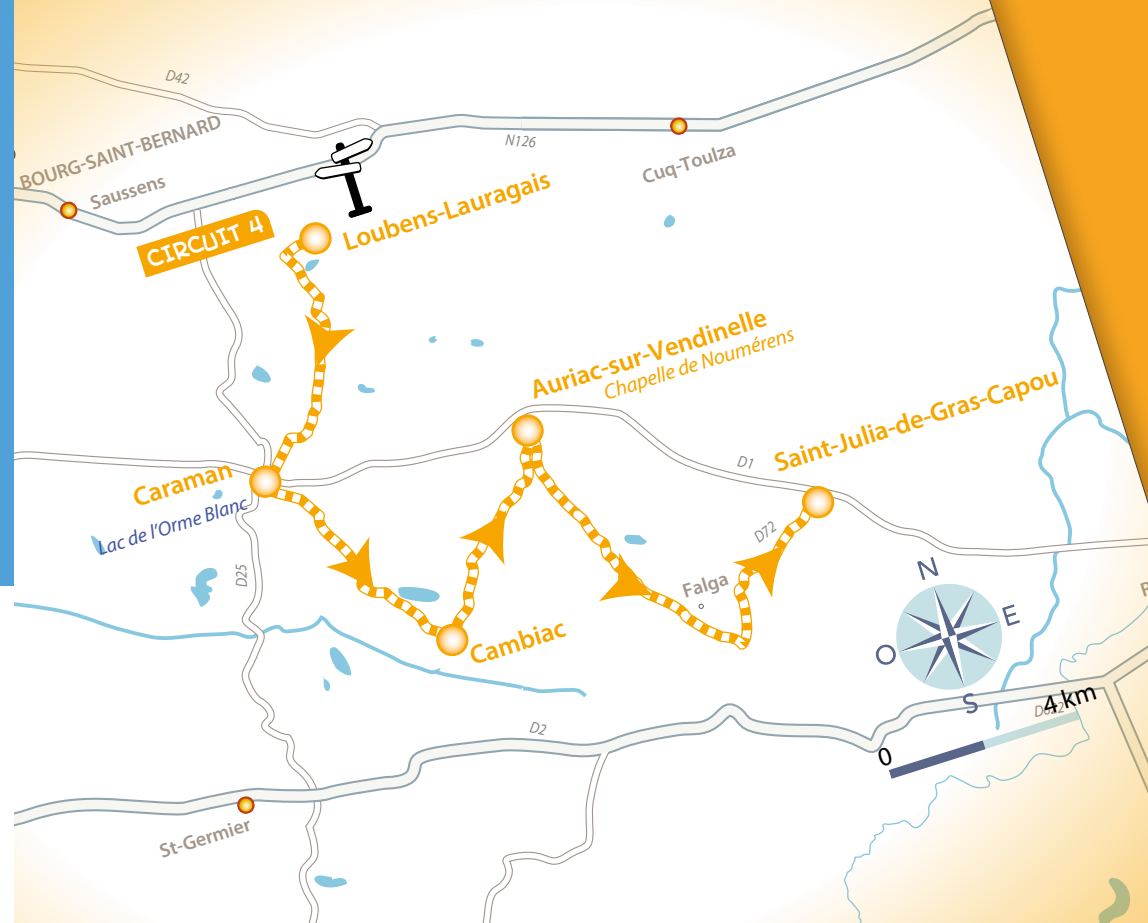 D42
BOURG-SAINT-BERNARD
Saussens
N126
Cuq-Toulza
CIRCUIT 4
Loubens-Lauragais
Auriac-sur-Vendinelle
Chapelle de Noumérens
Saint-Julia-de-Gras-Capou
D1
Caraman
Lac de l'Orme Blanc
D72
D25
Falga
N
E
O
S
Cambiac
4 km
0
D2
St-Germier